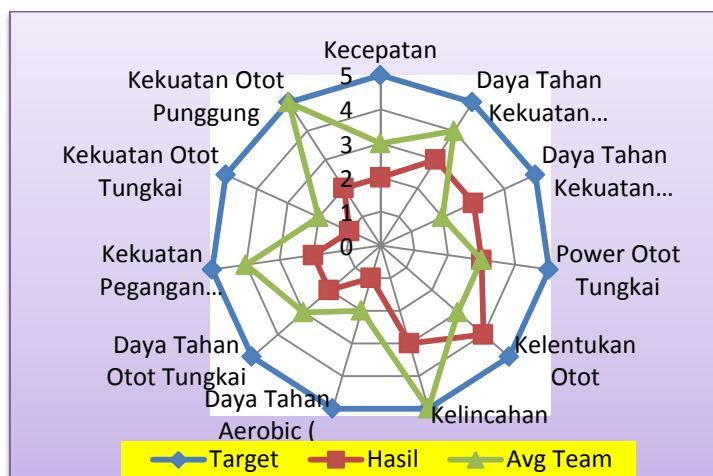 Kecepatan
Daya Tahan
Kekuatan...
Daya Tahan
Kekuatan...
Power Otot
Tungkai
Kelentukan
Otot
Kelincahan
Daya Tahan
Aerobic (
Daya Tahan
Otot Tungkai
Kekuatan
Pegangan...
Kekuatan Otot
Tungkai
Kekuatan Otot
Punggung
5
4
3
2
1
0
Target Hasil Avg Team